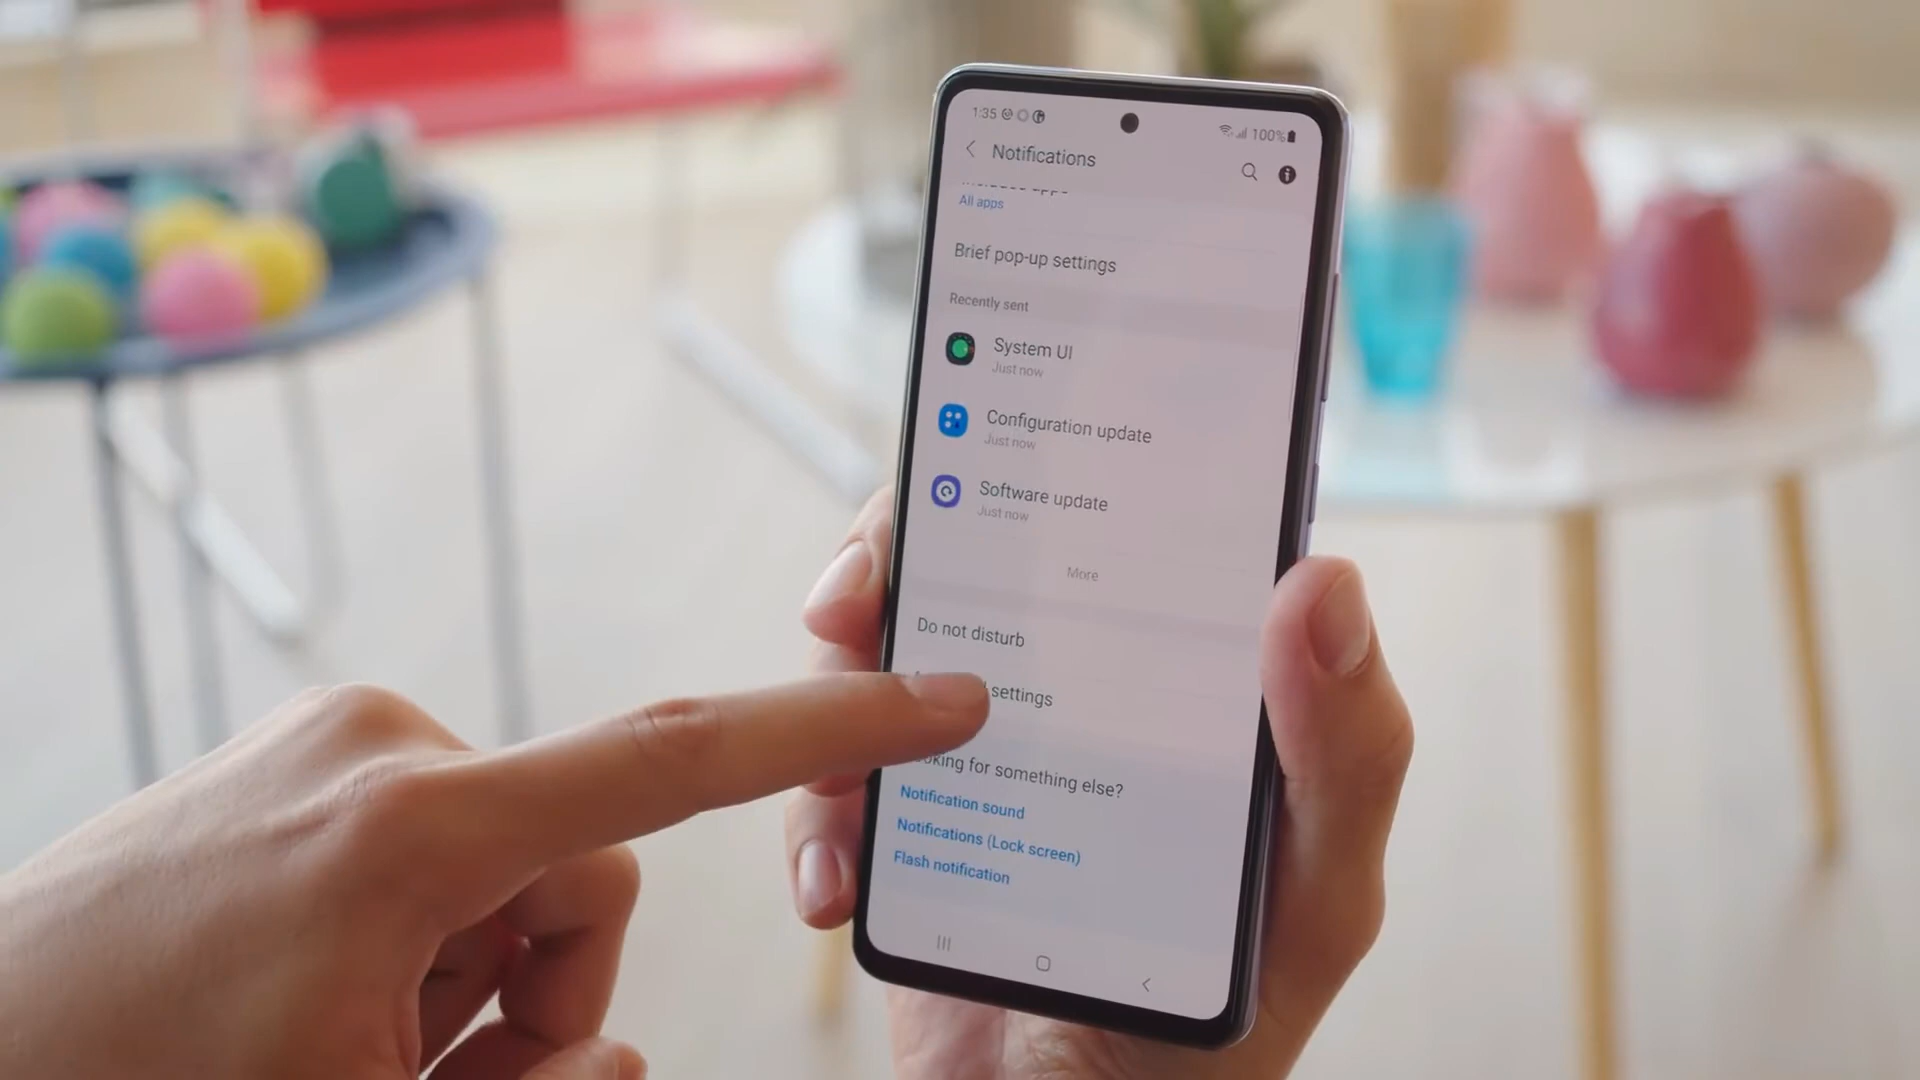 1:35
100%
Notifications
All apps
Brief pop-up settings
Recently sent
System UI
Just now
Configuration update
Just now
Software update
Just now
More
Do not disturb
settings
for something else?
Notification sound
Notifications (Lock screen)
Flash notification